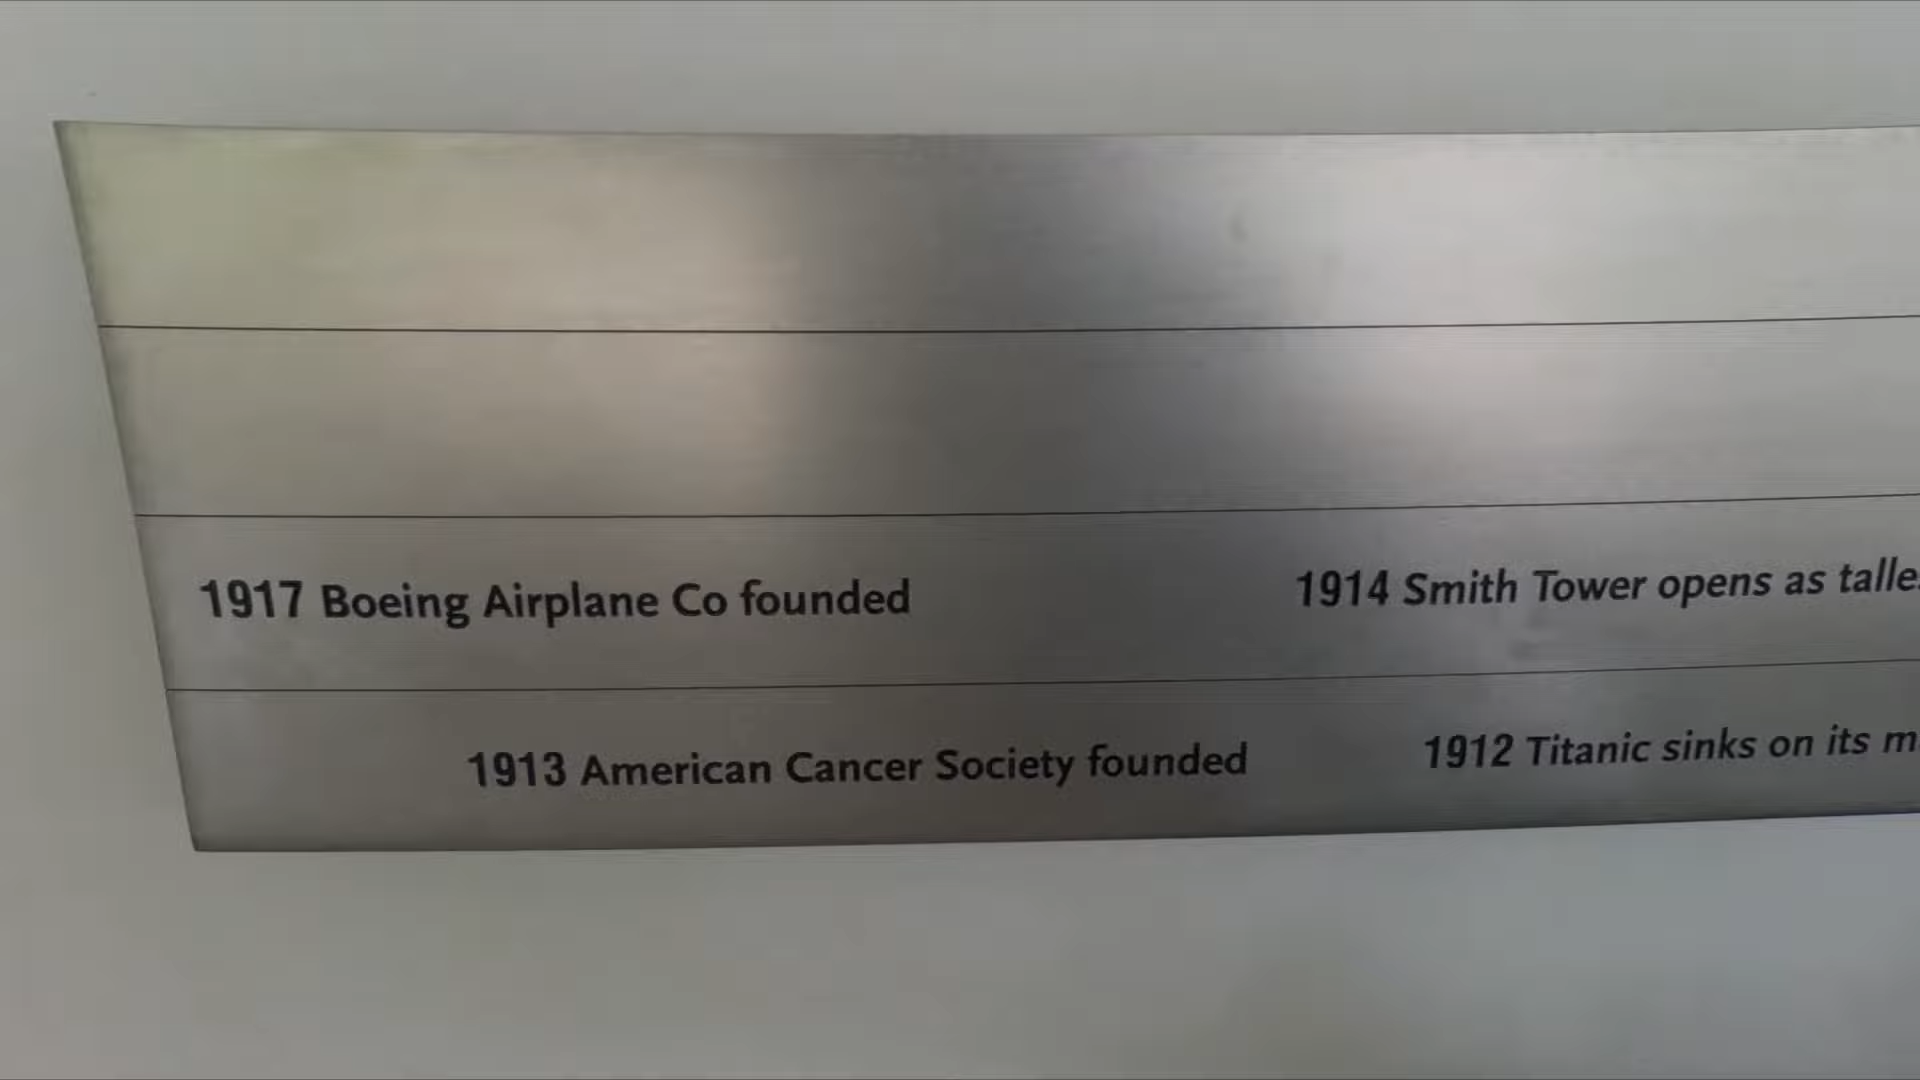 1917 Boeing Airplane Co founded
1914 Smith Tower opens as
1913 American Cancer Society founded
1912 Titanic sinks on its